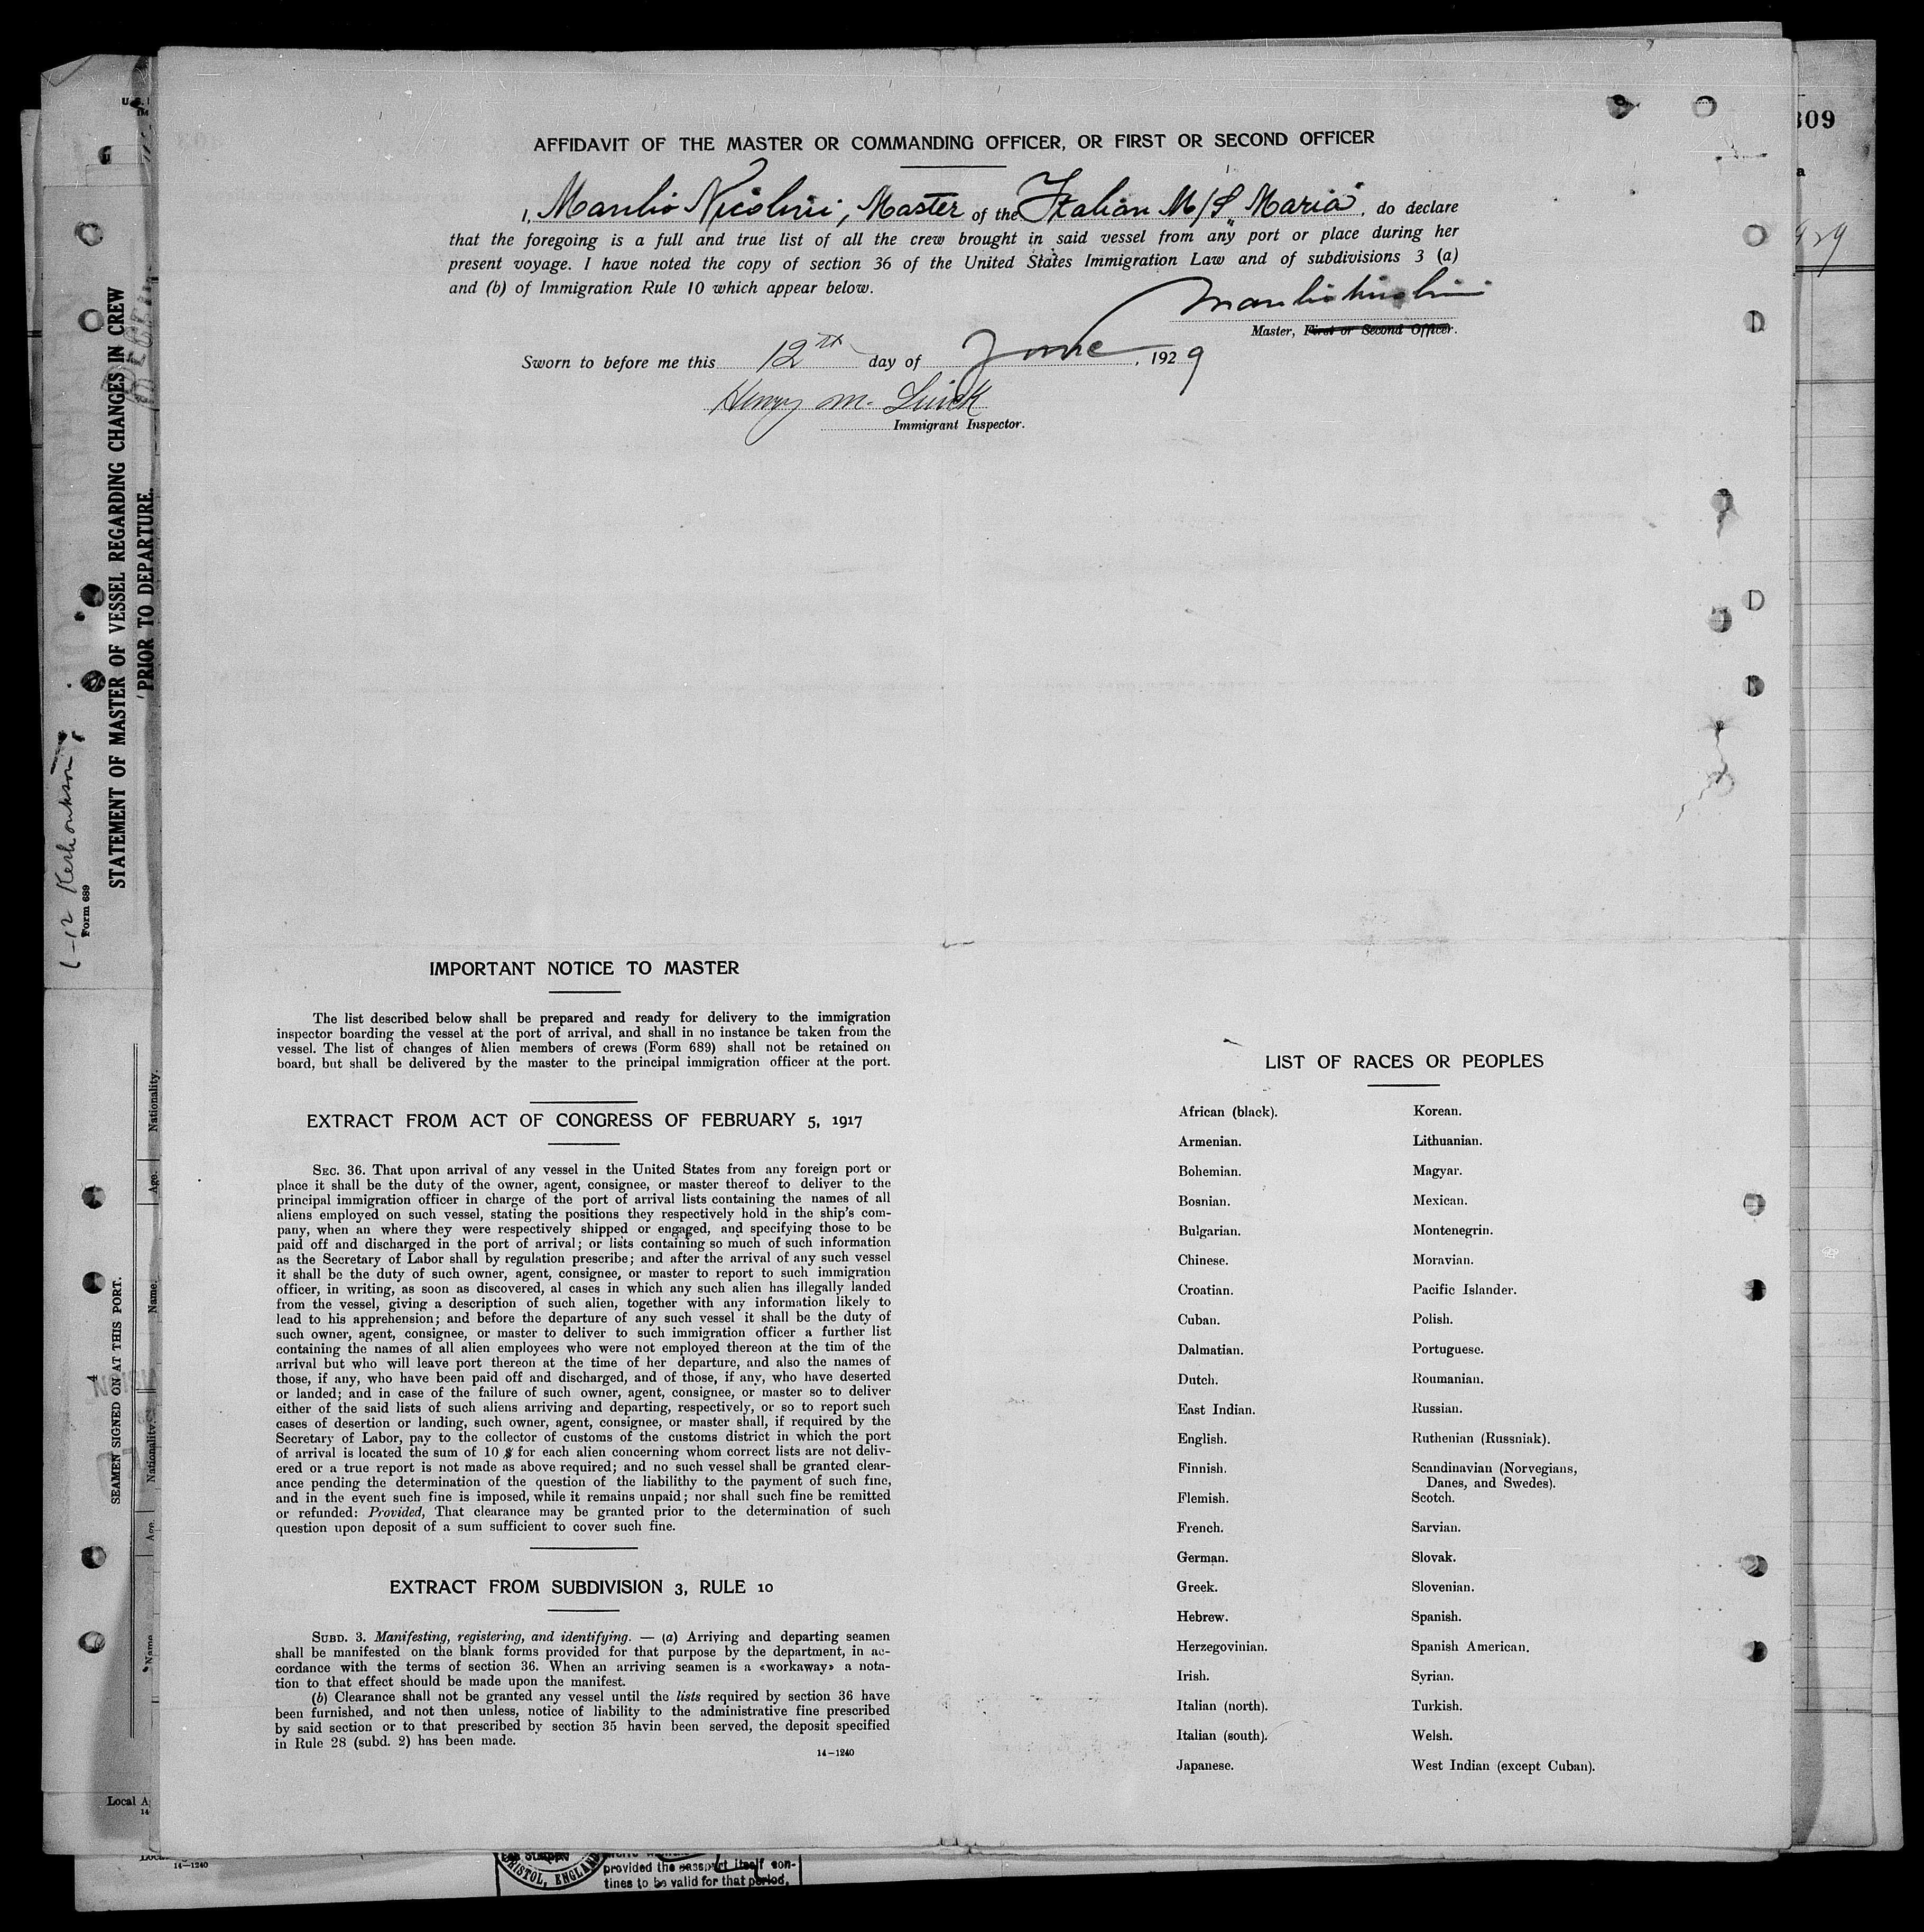 AFFIDAVIT OF THE MASTER OR COMMANDING OFFICER, OR FIRST OR SECOND OFFICER
I, Manlio Nicolini, Master of the Italian M/S „Maria", do declare
that the foregoing is a full and true list of all the crew brought in said vessel from any port or place during her
present voyage. I have noted the copy of section 36 of the United States Immigration Law and of subdivisions 3 (a)
and (b) of Immigration Rule 10 which appear below.
Manlio Nicolini
Master, First or Second Officer.
Sworn to before me this 12th day of June, 1929
Henry M.
Immigrant Inspector.
IMPORTANT NOTICE TO MASTER
The list described below shall be prepared and ready for delivery to the immigration
inspector boarding the vessel at the port of arrival, and shall in no instance be taken from the
vessel. The list of changes of alien members of crews (Form 689) shall not be retained on
board, but shall be delivered by the master to the principal immigration officer at the port.
EXTRACT FROM ACT OF CONGRESS OF FEBRUARY 5, 1917
SEC. 36. That upon arrival of any vessel in the United States from any foreign port or
place it shall be the duty of the owner, agent, consignee, or master thereof to deliver to the
principal immigration officer in charge of the port of arrival lists containing the names of all
aliens employed on such vessel, stating the positions they respectively hold in the ship's com-
pany, when an where they were respectively shipped or engaged, and specifying those to be
paid off and discharged in the port of arrival; or lists containing so much of such information
as the Secretary of Labor shall by regulation prescribe; and after the arrival of any such vessel
it shall be the duty of such owner, agent, consignee, or master to report to such immigration
officer, in writing, as soon as discovered, al cases in which any such alien has illegally landed
from the vessel, giving a description of such alien, together with any information likely to
lead to his apprehension; and before the departure of any such vessel it shall be the duty of
such owner, agent, consignee, or master to deliver to such immigration officer a further list
containing the names of all alien employees who were not employed thereon at the tim of the
arrival but who will leave port thereon at the time of her departure, and also the names of
those, if any, who have been paid off and discharged, and of those, if any, who have deserted
or landed; and in case of the failure of such owner, agent, consignee, or master so to deliver
either of the said lists of such aliens arriving and departing, respectively, or so to report such
cases of desertion or landing, such owner, agent, consignee, or master shall, if required by the
Secretary of Labor, pay to the collector of customs of the customs district in which the port
of arrival is located the sum of 10 $ for each alien concerning whom correct lists are not deliv-
ered or a true report is not made as above required; and no such vessel shall be granted clear-
ance pending the determination of the question of the liabilithy to the payment of such fine,
and in the event such fine is imposed, while it remains unpaid; nor shall such fine be remitted
or refunded: Provided, That clearance may be granted prior to the determination of such
question upon deposit of a sum sufficient to cover such fine.
EXTRACT FROM SUBDIVISION 3, RULE 10
SUBD. 3. Manifesting, registering, and identifying. — (a) Arriving and departing seamen
shall be manifested on the blank forms provided for that purpose by the department, in ac-
cordance with the terms of section 36. When an arriving seamen is a «workaway» a nota-
tion to that effect should be made upon the manifest.
(b) Clearance shall not be granted any vessel until the lists required by section 36 have
been furnished, and not then unless, notice of liability to the administrative fine prescribed
by said section or to that prescribed by section 35 havin been served, the deposit specified
in Rule 28 (subd. 2) has been made.
14—1240
LIST OF RACES OR PEOPLES
African (black).
Armenian.
Bohemian.
Bosnian.
Bulgarian.
Chinese.
Croatian.
Cuban.
Dalmatian.
Dutch.
East Indian.
English.
Finnish.
Flemish.
French.
German.
Greek.
Hebrew.
Herzegovinian.
Irish.
Italian (north).
Italian (south).
Japanese.
Korean.
Lithuanian.
Magyar.
Mexican.
Montenegrin.
Moravian.
Pacific Islander.
Polish.
Portuguese.
Roumanian.
Russian.
Ruthenian (Russniak).
Scandinavian (Norvegians,
Danes, and Swedes).
Scotch.
Sarvian.
Slovak.
Slovenian.
Spanish.
Spanish American.
Syrian.
Turkish.
Welsh.
West Indian (except Cuban).
Form 689
STATEMENT OF MASTER OF VESSEL REGARDING CHANGES IN CREW
PRIOR TO DEPARTURE.
SEAMEN SIGNED ON AT THIS PORT.
Name.
Age.
Nationality.
Name.
Age.
Nationality.
Local
14
14—1240
BRISTOL, ENGLAND
provided the passport itself con-
tines to be valid for that period.
309